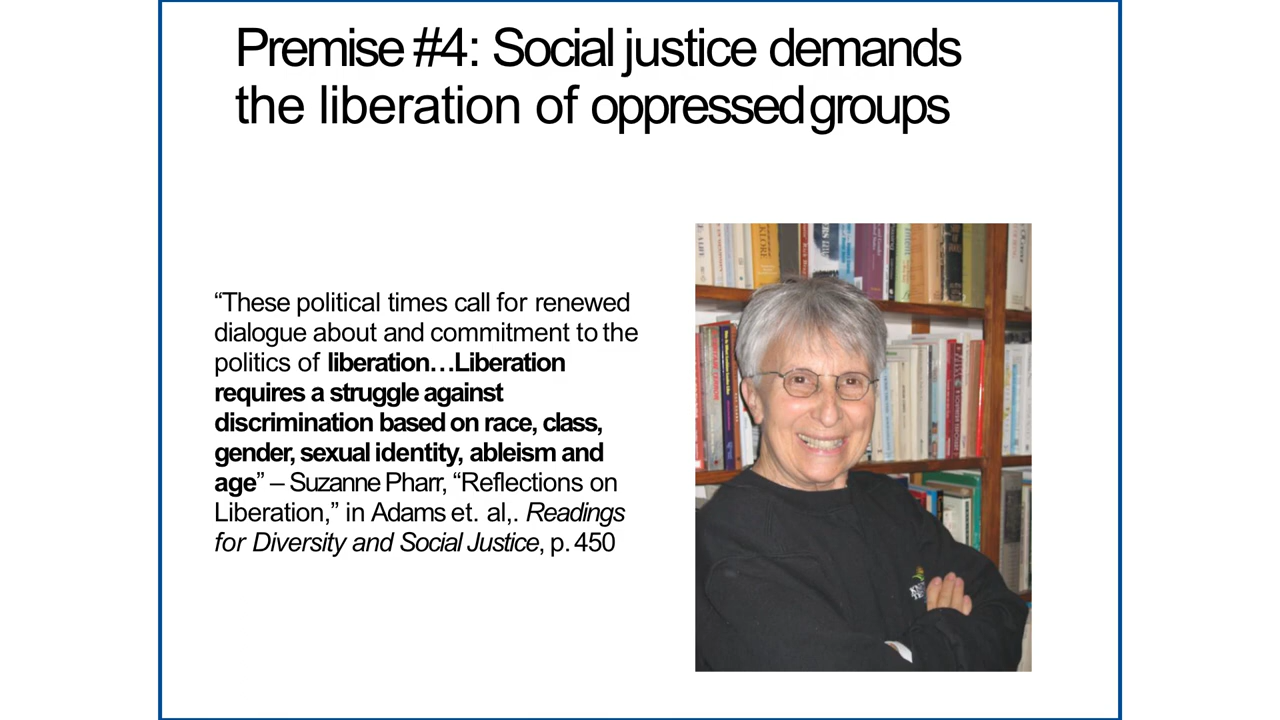 Premise #4: Social justice demands
the liberation of oppressed groups
“These political times call for renewed
dialogue about and commitment to the
politics of liberation…Liberation
requires a struggle against
discrimination based on race, class,
gender, sexual identity, ableism and
age” – Suzanne Pharr, “Reflections on
Liberation,” in Adams et. al,. Readings
for Diversity and Social Justice, p. 450